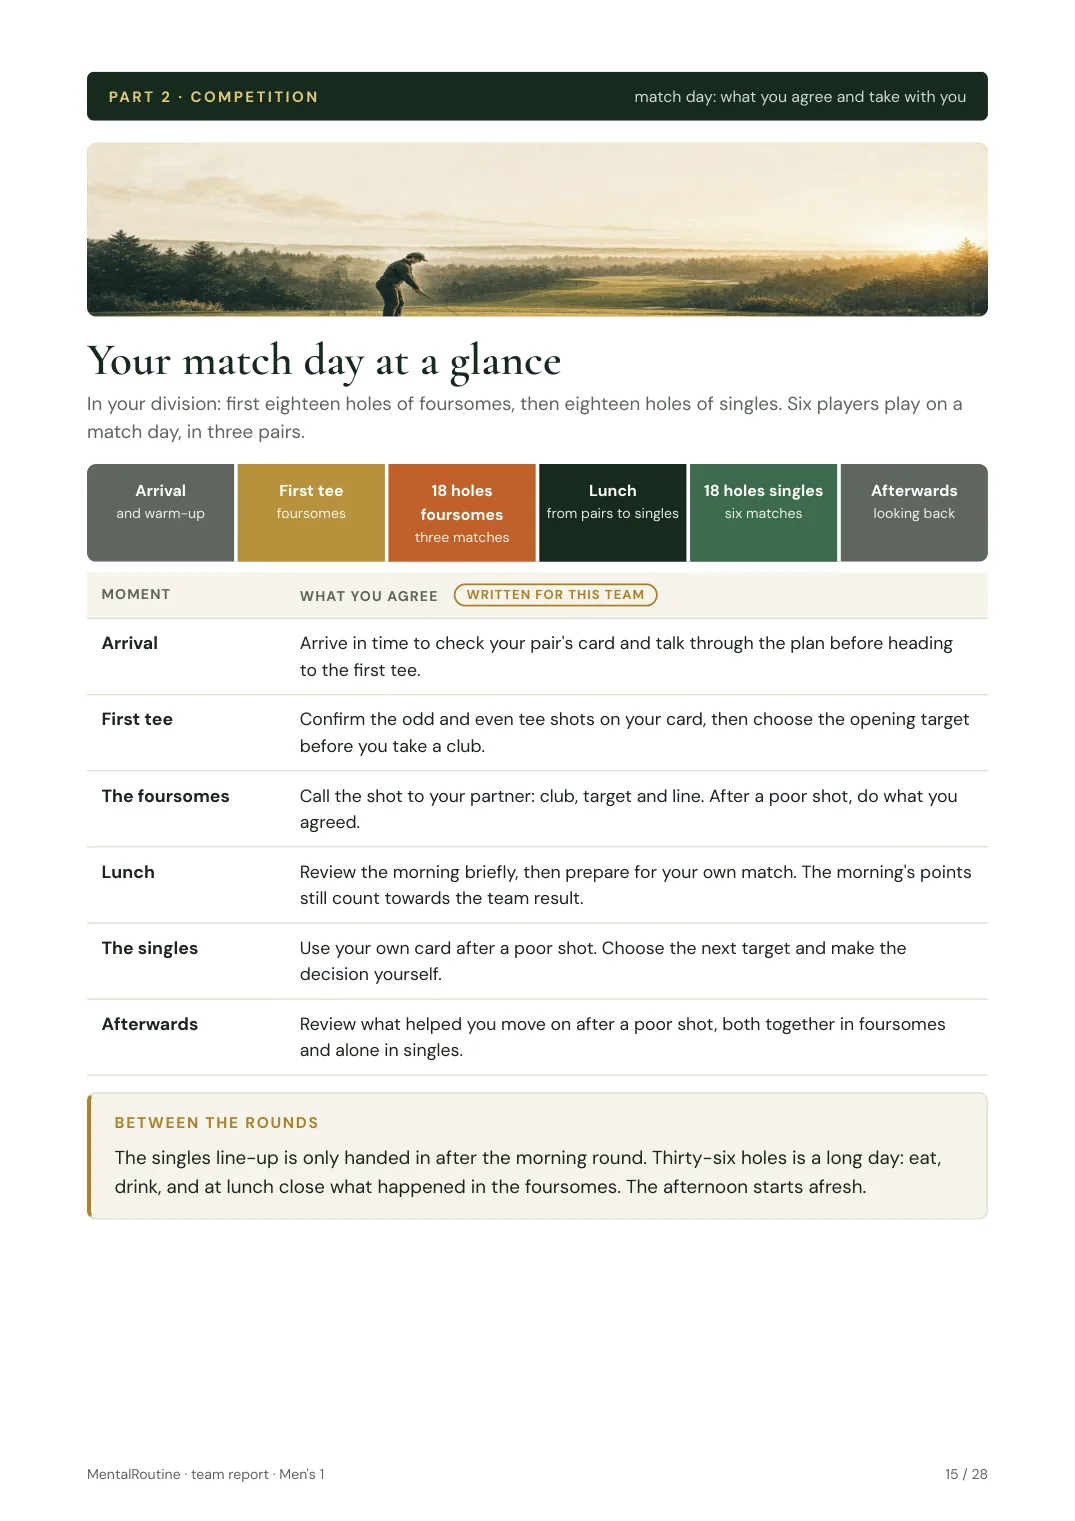 PART 2 · COMPETITION
match day: what you agree and take with you
Your match day at a glance
In your division: first eighteen holes of foursomes, then eighteen holes of singles. Six players play on a
match day, in three pairs.
Arrival
and warm-up
First tee
foursomes
18 holes
foursomes
three matches
Lunch
from pairs to singles
18 holes singles
six matches
Afterwards
looking back
MOMENT
WHAT YOU AGREE
WRITTEN FOR THIS TEAM
Arrival
Arrive in time to check your pair's card and talk through the plan before heading
to the first tee.
First tee
Confirm the odd and even tee shots on your card, then choose the opening target
before you take a club.
The foursomes
Call the shot to your partner: club, target and line. After a poor shot, do what you
agreed.
Lunch
Review the morning briefly, then prepare for your own match. The morning's points
still count towards the team result.
The singles
Use your own card after a poor shot. Choose the next target and make the
decision yourself.
Afterwards
Review what helped you move on after a poor shot, both together in foursomes
and alone in singles.
BETWEEN THE ROUNDS
The singles line-up is only handed in after the morning round. Thirty-six holes is a long day: eat,
drink, and at lunch close what happened in the foursomes. The afternoon starts afresh.
MentalRoutine · team report · Men's 1
15 / 28